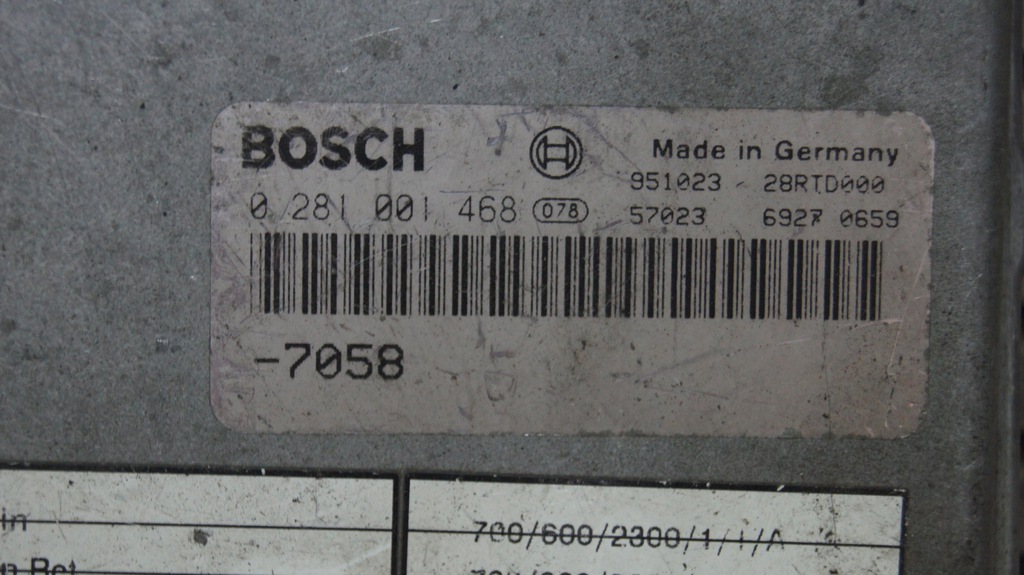 BOSCH
Made in Germany
951023 28RTD000
0 281 001 468 078 57023 6927 0659
-7058
700/600/2300/1/1/A